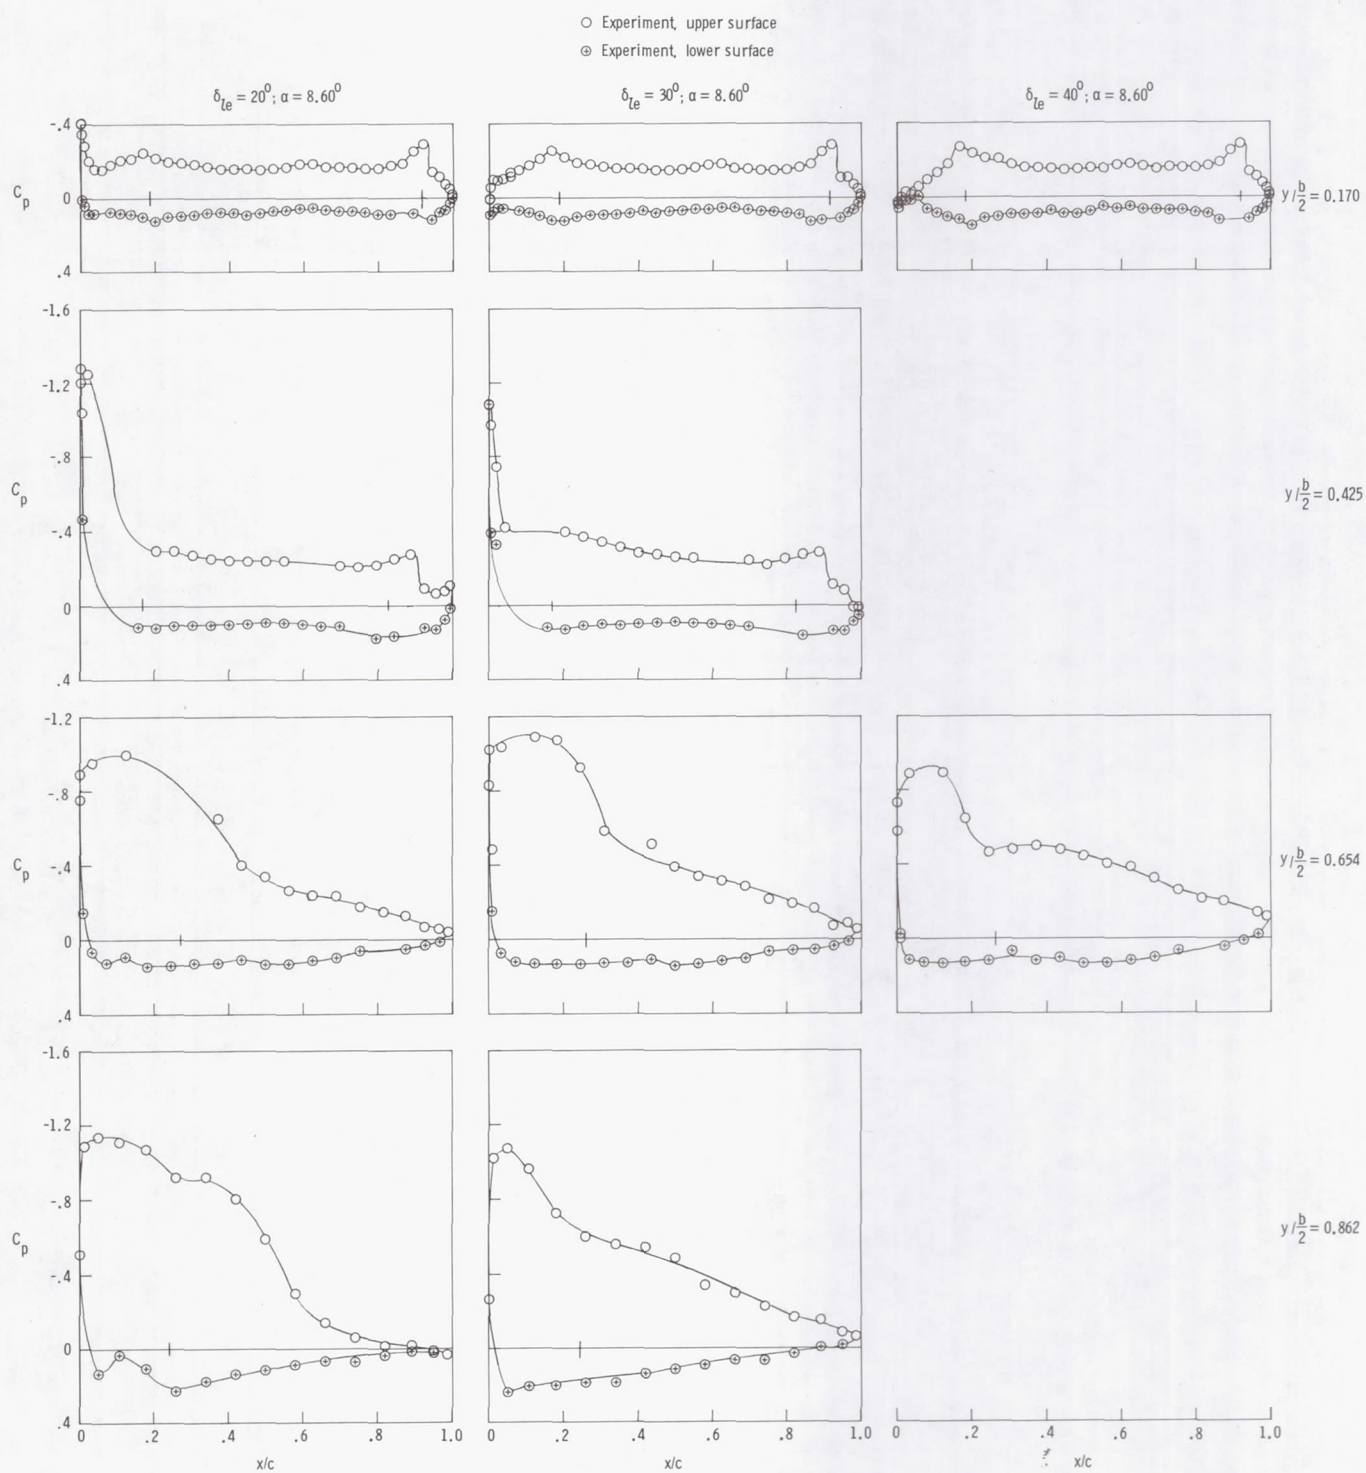 ○ Experiment, upper surface
⊕ Experiment, lower surface
δle = 20°; α = 8.60°
δle = 30°; α = 8.60°
δle = 40°; α = 8.60°
-.4
Cp
0
.4
y/b/2 = 0.170
-1.6
-1.2
-.8
Cp
-.4
0
.4
y/b/2 = 0.425
-1.2
-.8
Cp
-.4
0
.4
y/b/2 = 0.654
-1.6
-1.2
-.8
Cp
-.4
0
.4
y/b/2 = 0.862
0 .2 .4 .6 .8 1.0
0 .2 .4 .6 .8 1.0
0 .2 .4 .6 .8 1.0
x/c
x/c
x/c